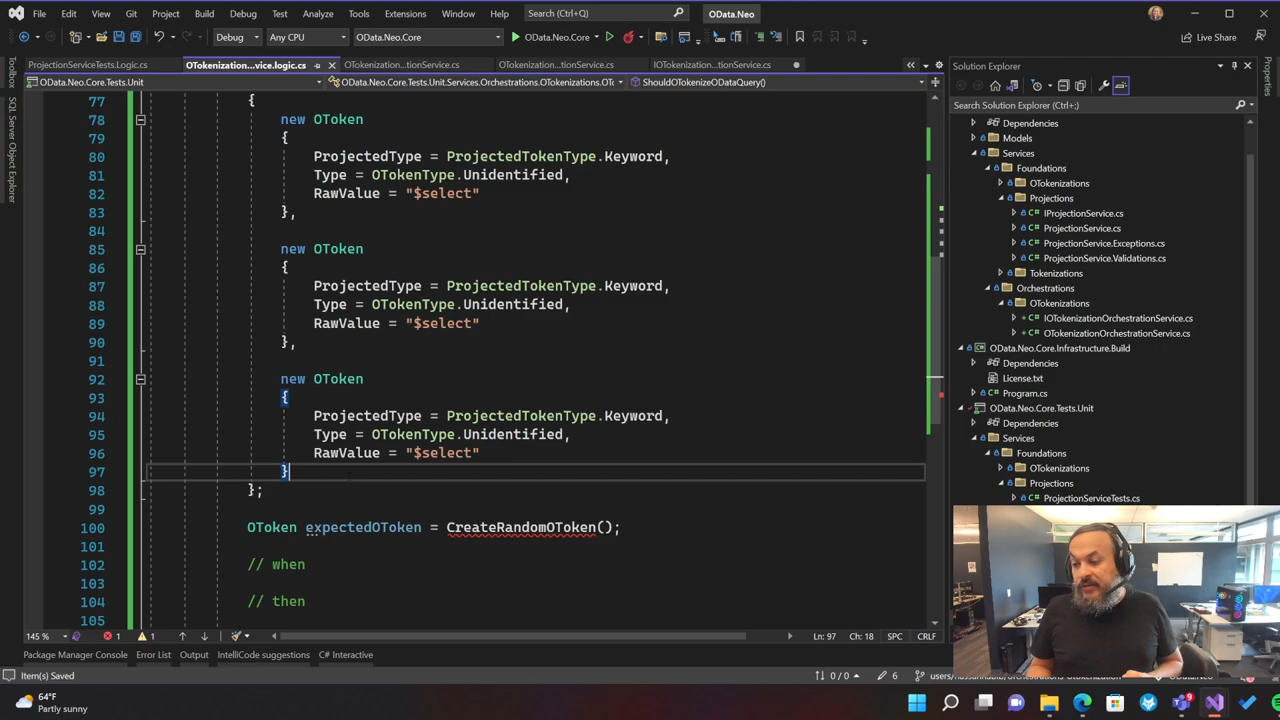 File Edit View Git Project Build Debug Test Analyze Tools Extensions Window Help Search (Ctrl+Q) OData.Neo
Debug Any CPU OData.Neo.Core OData.Neo.Core Live Share
ProjectionServiceTests.Logic.cs OTokenization...vice.logic.cs OTokenization...tionService.cs OTokenization...tionService.cs IOTokenization...tionService.cs
OData.Neo.Core.Tests.Unit OData.Neo.Core.Tests.Unit.Services.Orchestrations.OTokenizations.OTo ShouldOTokenizeODataQuery()
Toolbox
SQL Server Object Explorer
77 {
78 new OToken
79 {
80 ProjectedType = ProjectedTokenType.Keyword,
81 Type = OTokenType.Unidentified,
82 RawValue = "$select"
83 },
84
85 new OToken
86 {
87 ProjectedType = ProjectedTokenType.Keyword,
88 Type = OTokenType.Unidentified,
89 RawValue = "$select"
90 },
91
92 new OToken
93 {
94 ProjectedType = ProjectedTokenType.Keyword,
95 Type = OTokenType.Unidentified,
96 RawValue = "$select"
97 }
98 };
99
100 OToken expectedOToken = CreateRandomOToken();
101
102 // when
103
104 // then
105
145 % 1 1 Ln: 97 Ch: 18 SPC CRLF
Package Manager Console Error List Output IntelliCode suggestions C# Interactive
Item(s) Saved 0 / 0 6
Solution Explorer
Search Solution Explorer (Ctrl+;)
Dependencies
Models
Services
Foundations
OTokenizations
Projections
C# IProjectionService.cs
C# ProjectionService.cs
C# ProjectionService.Exceptions.cs
C# ProjectionService.Validations.cs
Tokenizations
Orchestrations
OTokenizations
C# IOTokenizationOrchestrationService.cs
C# OTokenizationOrchestrationService.cs
OData.Neo.Core.Infrastructure.Build
Dependencies
License.txt
C# Program.cs
OData.Neo.Core.Tests.Unit
Dependencies
Services
Foundations
OTokenizations
Projections
C# ProjectionServiceTests.cs
Properties
64°F
Partly sunny